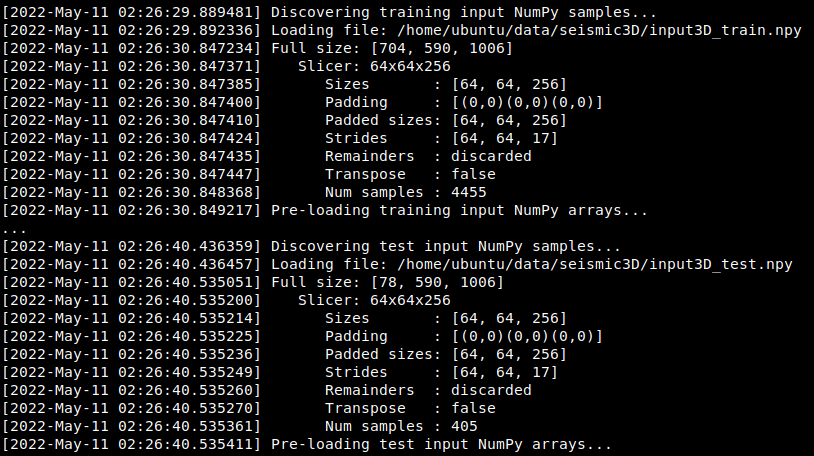 [2022-May-11 02:26:29.889481] Discovering training input NumPy samples...
[2022-May-11 02:26:29.892336] Loading file: /home/ubuntu/data/seismic3D/input3D_train.npy
[2022-May-11 02:26:30.847234] Full size: [704, 590, 1006]
[2022-May-11 02:26:30.847371]    Slicer: 64x64x256
[2022-May-11 02:26:30.847385]       Sizes       : [64, 64, 256]
[2022-May-11 02:26:30.847400]       Padding     : [(0,0)(0,0)(0,0)]
[2022-May-11 02:26:30.847410]       Padded sizes: [64, 64, 256]
[2022-May-11 02:26:30.847424]       Strides     : [64, 64, 17]
[2022-May-11 02:26:30.847435]       Remainders  : discarded
[2022-May-11 02:26:30.847447]       Transpose   : false
[2022-May-11 02:26:30.848368]       Num samples : 4455
[2022-May-11 02:26:30.849217] Pre-loading training input NumPy arrays...
...
[2022-May-11 02:26:40.436359] Discovering test input NumPy samples...
[2022-May-11 02:26:40.436457] Loading file: /home/ubuntu/data/seismic3D/input3D_test.npy
[2022-May-11 02:26:40.535051] Full size: [78, 590, 1006]
[2022-May-11 02:26:40.535200]    Slicer: 64x64x256
[2022-May-11 02:26:40.535214]       Sizes       : [64, 64, 256]
[2022-May-11 02:26:40.535225]       Padding     : [(0,0)(0,0)(0,0)]
[2022-May-11 02:26:40.535236]       Padded sizes: [64, 64, 256]
[2022-May-11 02:26:40.535249]       Strides     : [64, 64, 17]
[2022-May-11 02:26:40.535260]       Remainders  : discarded
[2022-May-11 02:26:40.535270]       Transpose   : false
[2022-May-11 02:26:40.535361]       Num samples : 405
[2022-May-11 02:26:40.535411] Pre-loading test input NumPy arrays...